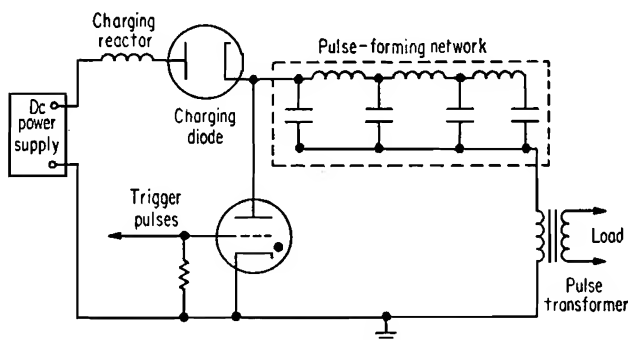 Charging
reactor
Pulse-forming network
Dc
power
supply
Charging
diode
Trigger
pulses
Load
Pulse
transformer